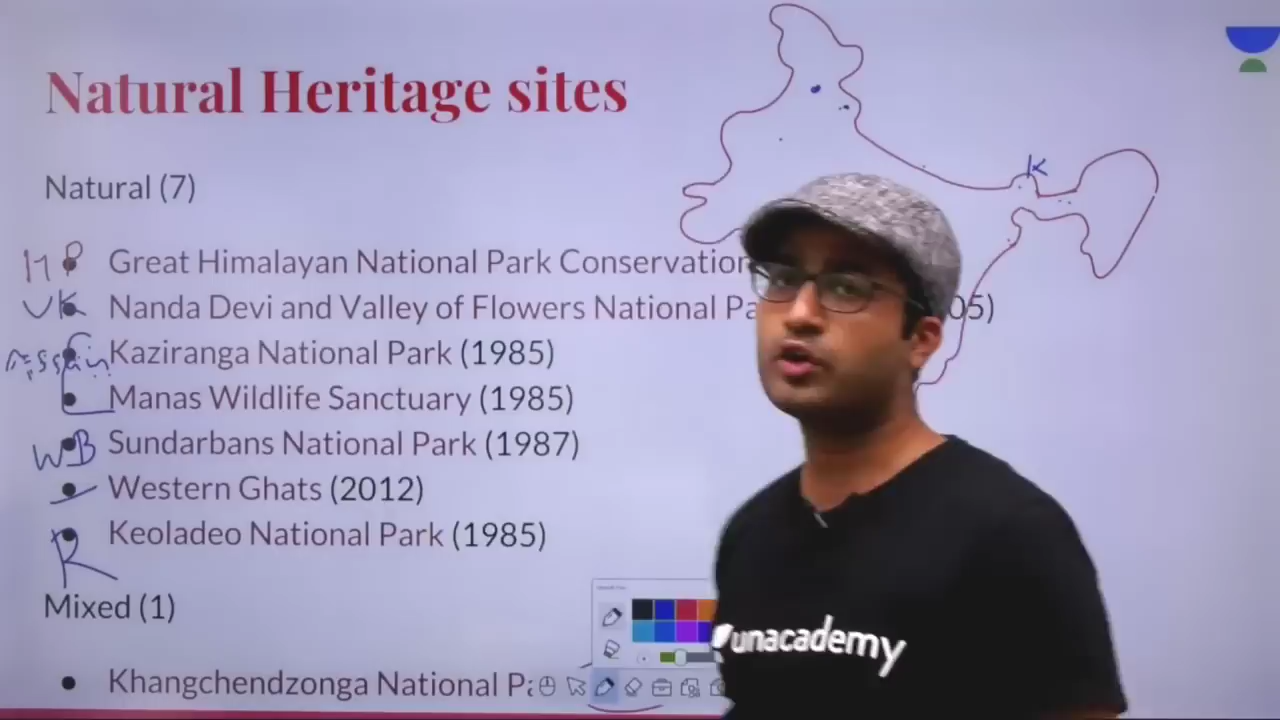 Natural Heritage sites
K
Natural (7)
HP Great Himalayan National Park Conservation
UK Nanda Devi and Valley of Flowers National Pa 05)
Assam Kaziranga National Park (1985)
Manas Wildlife Sanctuary (1985)
WB Sundarbans National Park (1987)
Western Ghats (2012)
R Keoladeo National Park (1985)
Mixed (1)
unacademy
Khangchendzonga National Pa